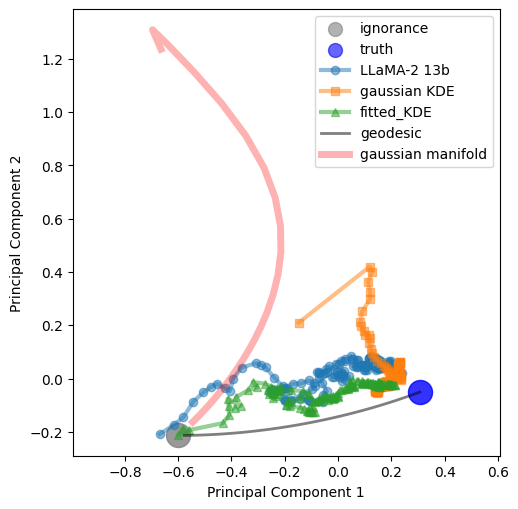 ignorance
truth
LLaMA-2 13b
gaussian KDE
fitted_KDE
geodesic
gaussian manifold
Principal Component 2
1.2
1.0
0.8
0.6
0.4
0.2
0.0
−0.2
−0.8 −0.6 −0.4 −0.2 0.0 0.2 0.4 0.6
Principal Component 1